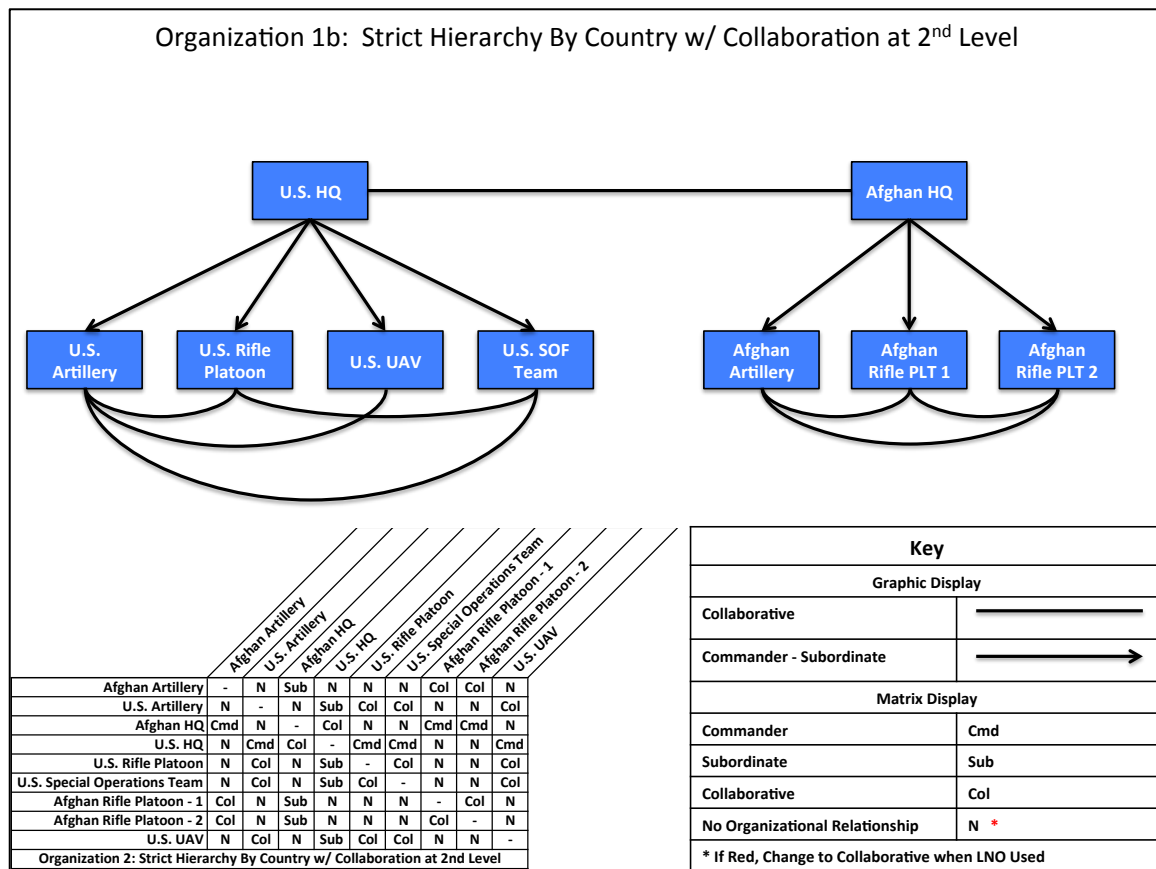 Organization 1b: Strict Hierarchy By Country w/ Collaboration at 2nd Level
U.S. HQ
Afghan HQ
U.S.
Artillery
U.S. Rifle
Platoon
U.S. UAV
U.S. SOF
Team
Afghan
Artillery
Afghan
Rifle PLT 1
Afghan
Rifle PLT 2
Afghan Artillery
U.S. Artillery
Afghan HQ
U.S. HQ
U.S. Rifle Platoon
U.S. Special Operations Team
Afghan Rifle Platoon - 1
Afghan Rifle Platoon - 2
U.S. UAV
Afghan Artillery - N Sub N N N Col Col N
U.S. Artillery N - N Sub Col Col N N Col
Afghan HQ Cmd N - Col N N Cmd Cmd N
U.S. HQ N Cmd Col - Cmd Cmd N N Cmd
U.S. Rifle Platoon N Col N Sub - Col N N Col
U.S. Special Operations Team N Col N Sub Col - N N Col
Afghan Rifle Platoon - 1 Col N Sub N N N - Col N
Afghan Rifle Platoon - 2 Col N Sub N N N Col - N
U.S. UAV N Col N Sub Col Col N N -
Organization 2: Strict Hierarchy By Country w/ Collaboration at 2nd Level
Key
Graphic Display
Collaborative
Commander - Subordinate
Matrix Display
Commander Cmd
Subordinate Sub
Collaborative Col
No Organizational Relationship N *
* If Red, Change to Collaborative when LNO Used